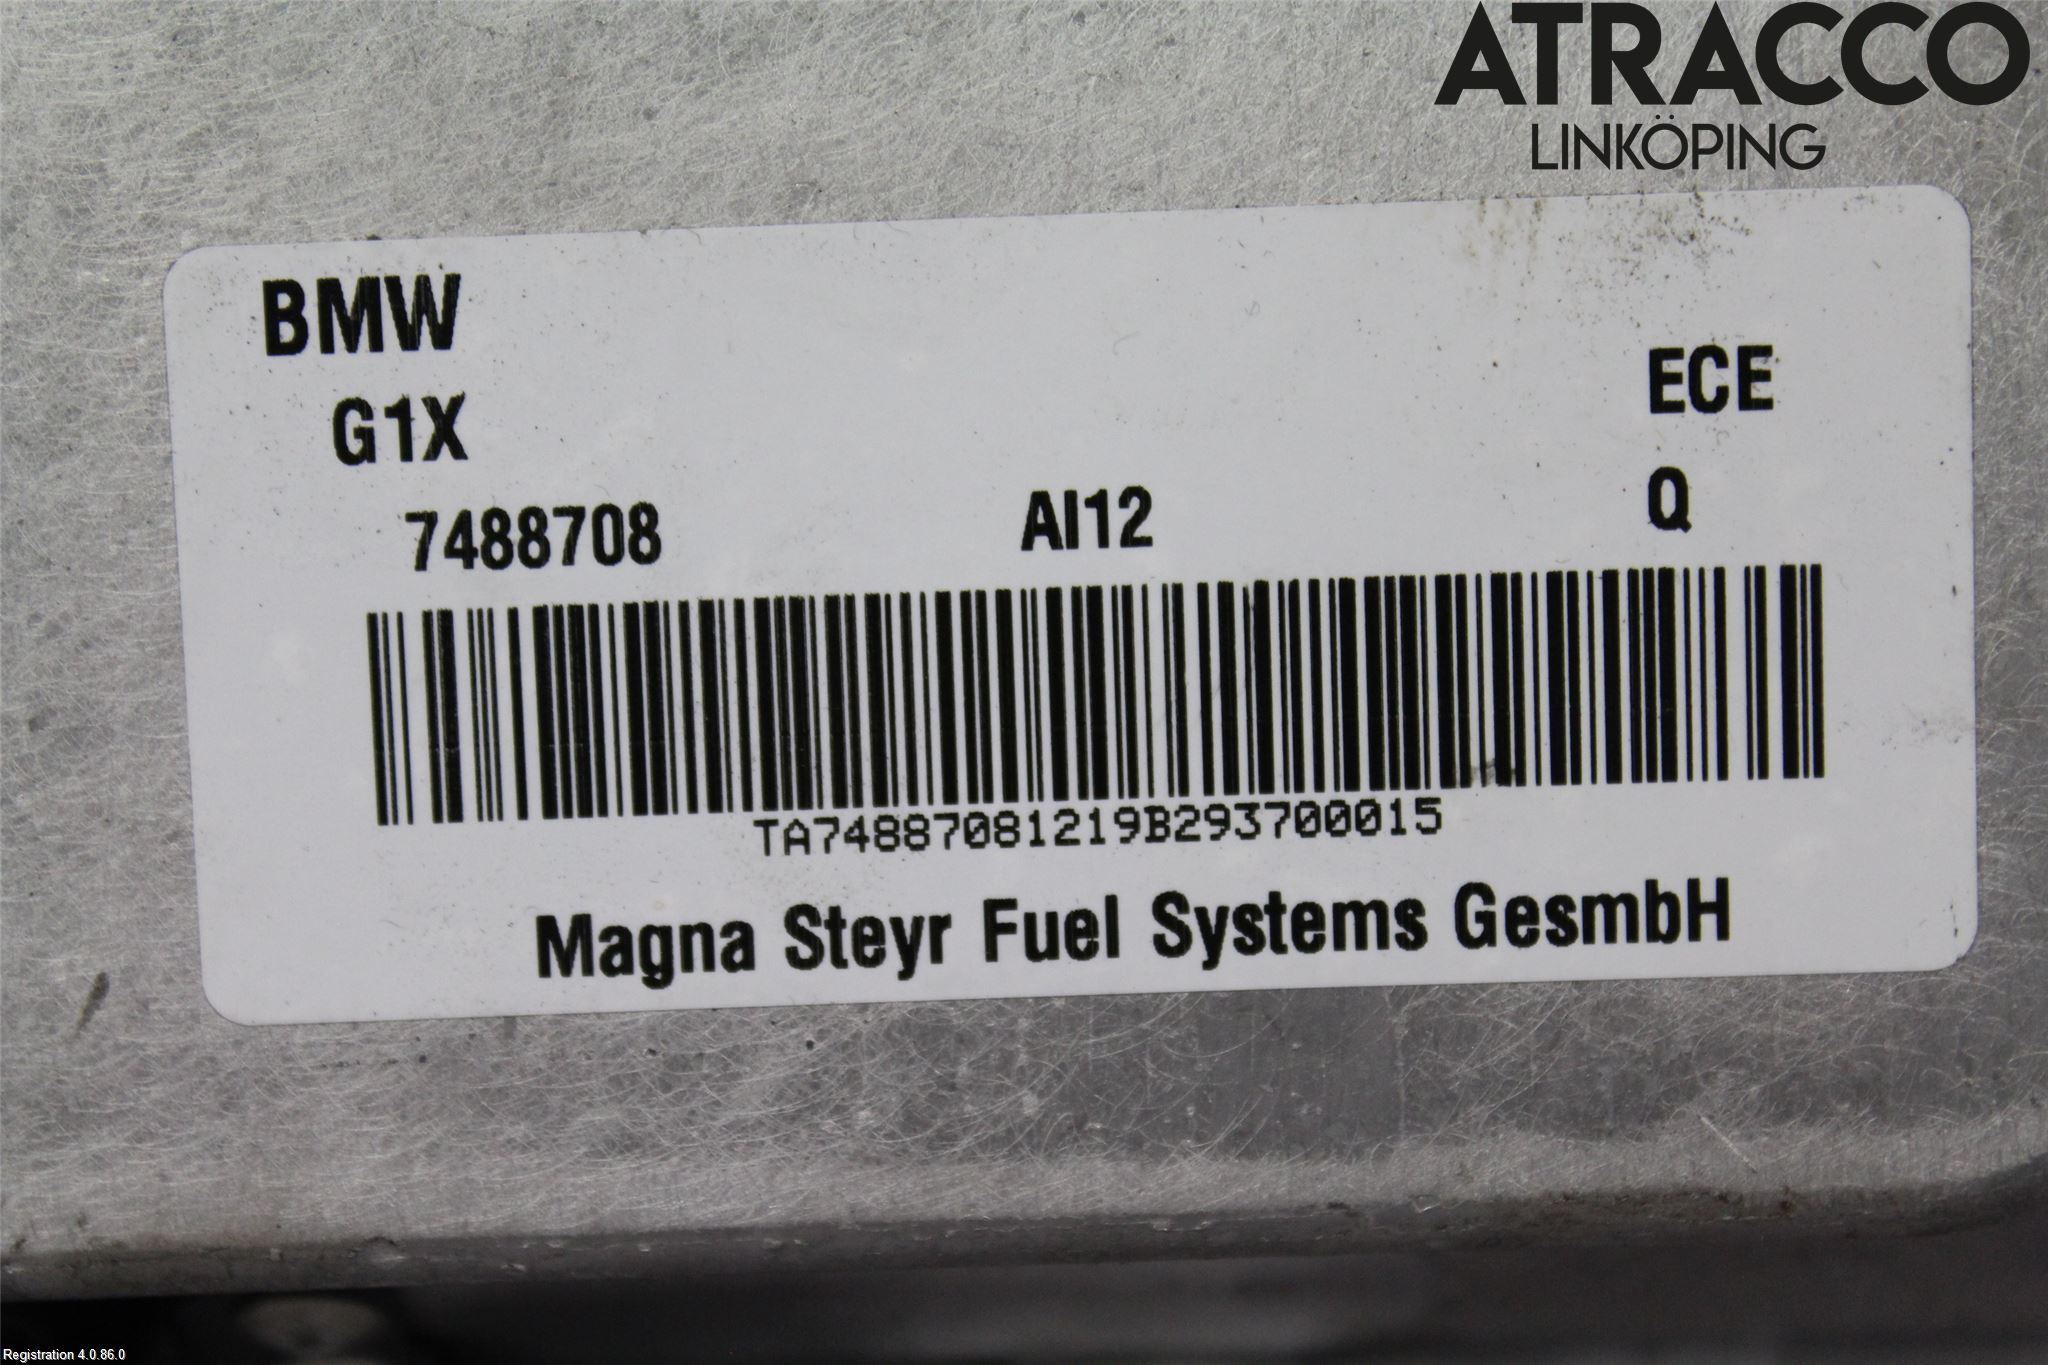 ATRACCO
LINKÖPING
BMW
G1X
ECE
7488708 AI12 Q
TA74887081219B293700015
Magna Steyr Fuel Systems GesmbH
Registration 4.0.86.0